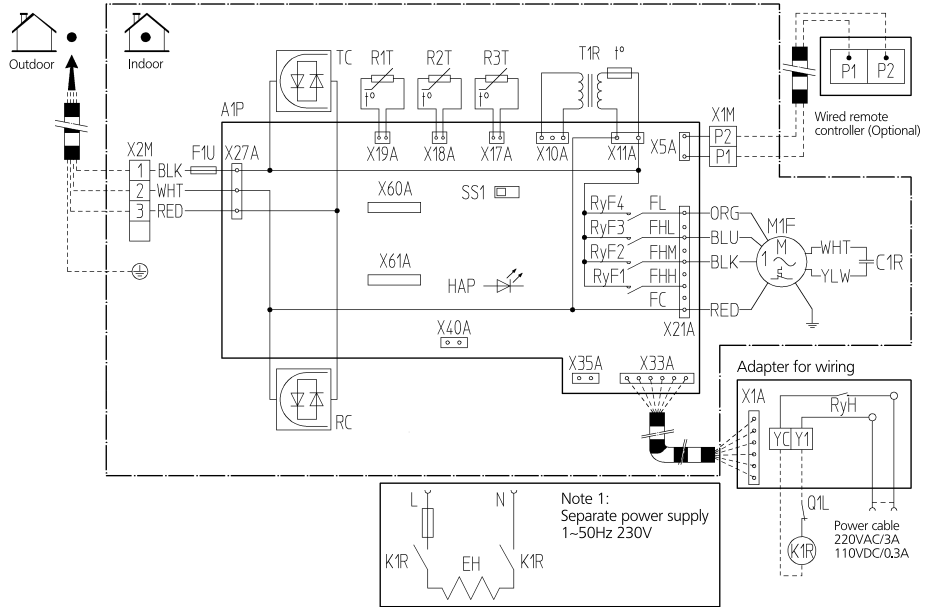 Outdoor
Indoor
TC
R1T
R2T
R3T
T1R
t°
t°
t°
t°
P1
P2
Wired remote
controller (Optional)
A1P
X19A
X18A
X17A
X10A
X11A
X5A
X1M
P2
P1
X2M
F1U
X27A
1
BLK
2
WHT
3
RED
X60A
SS1
X61A
HAP
RyF4
FL
RyF3
FHL
RyF2
FHM
RyF1
FHH
FC
ORG
BLU
BLK
RED
M1F
M
1
WHT
YLW
C1R
X21A
X40A
X35A
X33A
RC
Adapter for wiring
X1A
RyH
YC
Y1
Q1L
K1R
Power cable
220VAC/3A
110VDC/0.3A
L
N
Note 1:
Separate power supply
1~50Hz 230V
K1R
EH
K1R